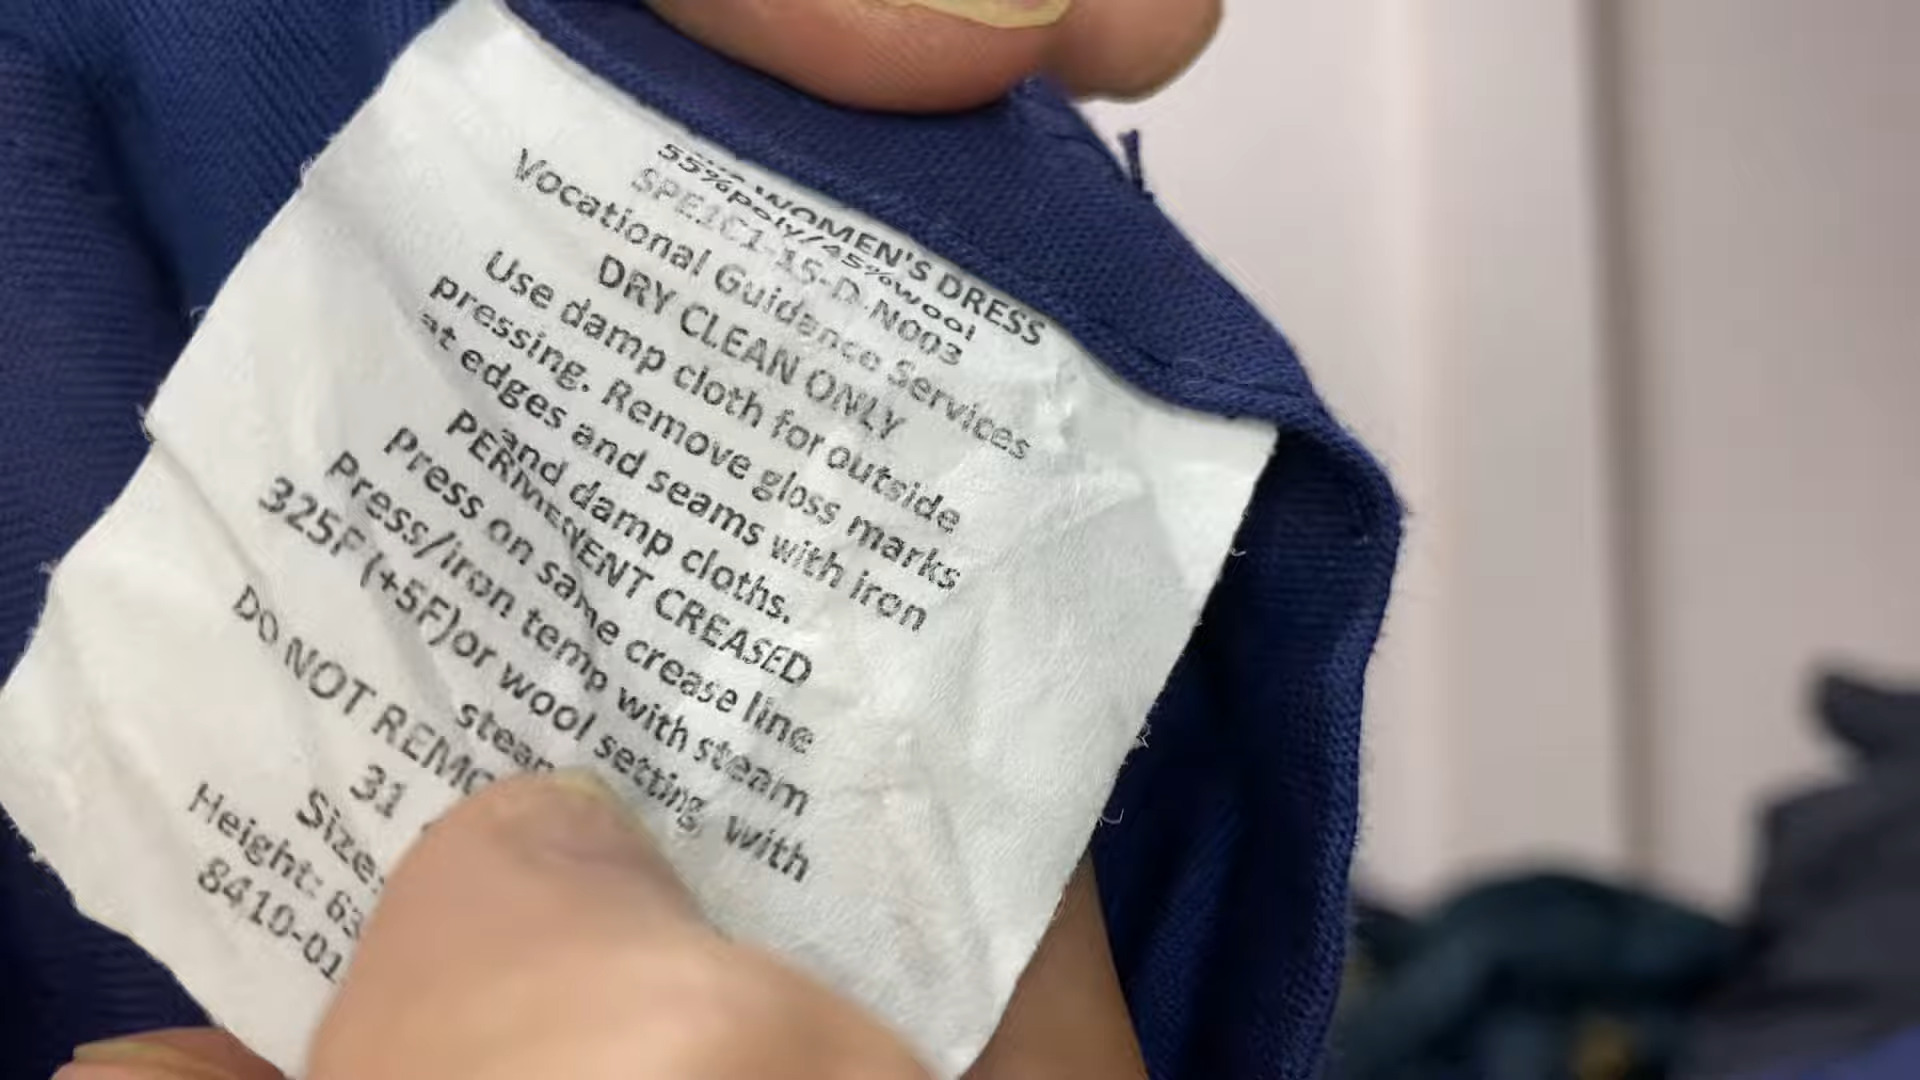 WOMEN'S DRESS
55%poly/45%wool
SPE1C1-15-D-N003
Vocational Guidance Services
DRY CLEAN ONLY
Use damp cloth for outside
pressing. Remove gloss marks
at edges and seams with iron
and damp cloths.
PERMENENT CREASED
Press on same crease line
Press/iron temp with steam
325F (+5F)or wool setting, with
steam
DO NOT REMO
31
Size:
Height: 63
8410-01